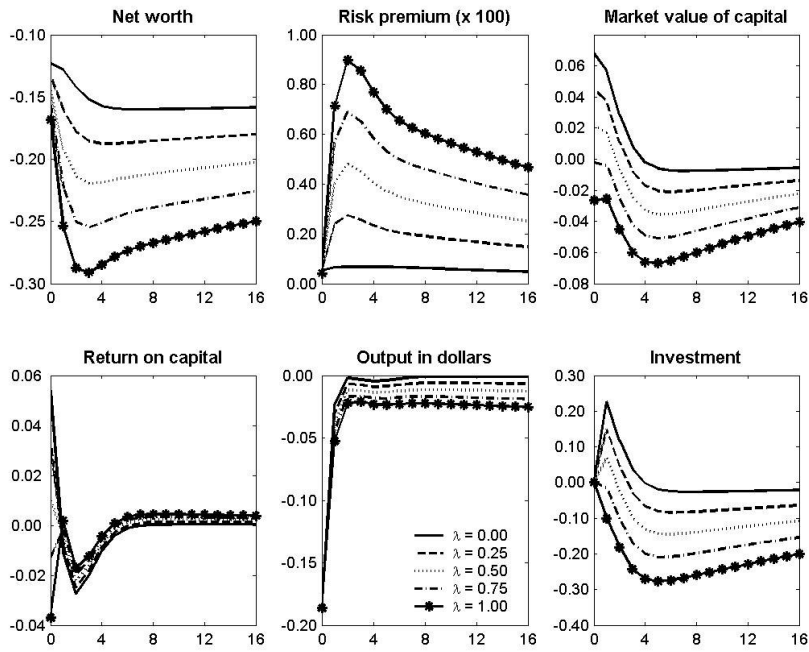 Net worth
-0.10
-0.15
-0.20
-0.25
-0.30
0 4 8 12 16
Risk premium (x 100)
1.00
0.80
0.60
0.40
0.20
0.00
0 4 8 12 16
Market value of capital
0.06
0.04
0.02
0.00
-0.02
-0.04
-0.06
-0.08
0 4 8 12 16
Return on capital
0.06
0.04
0.02
0.00
-0.02
-0.04
0 4 8 12 16
Output in dollars
0.00
-0.05
-0.10
-0.15
-0.20
λ = 0.00
λ = 0.25
λ = 0.50
λ = 0.75
λ = 1.00
0 4 8 12 16
Investment
0.30
0.20
0.10
0.00
-0.10
-0.20
-0.30
-0.40
0 4 8 12 16